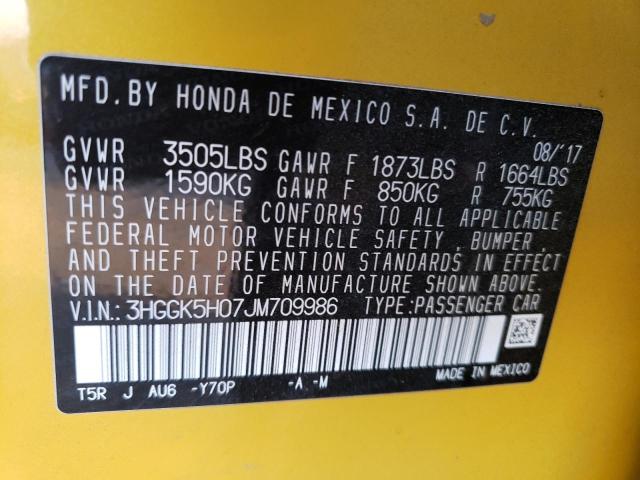 MFD. BY HONDA DE MEXICO S.A. DE C.V.
08/'17
GVWR 3505LBS GAWR F 1873LBS R 1664LBS
GVWR 1590KG GAWR F 850KG R 755KG
THIS VEHICLE CONFORMS TO ALL APPLICABLE
FEDERAL MOTOR VEHICLE SAFETY, BUMPER,
AND THEFT PREVENTION STANDARDS IN EFFECT
ON THE DATE OF MANUFACTURE SHOWN ABOVE.
V.I.N.: 3HGGK5H07JM709986 TYPE: PASSENGER CAR
MADE IN MEXICO
T5R J AU6 -Y70P -A -M